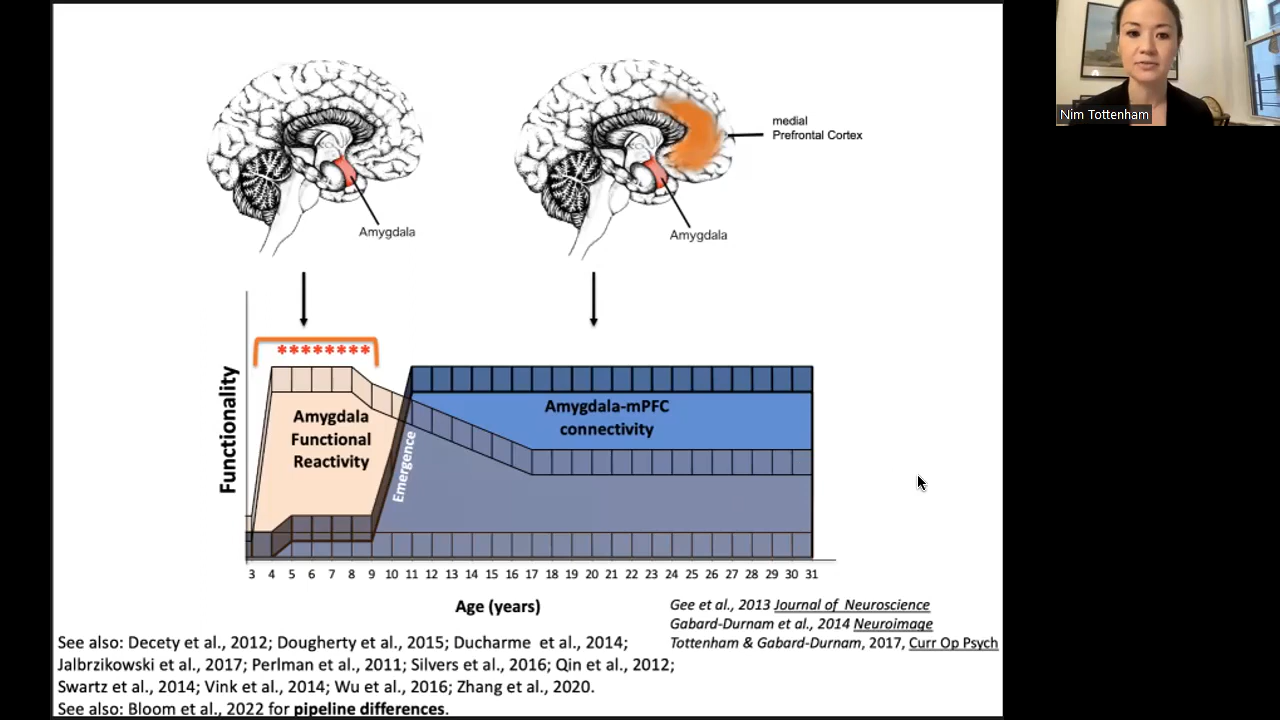 Nim Tottenham
medial
Prefrontal Cortex
Amygdala
Amygdala
********
Functionality
Amygdala
Functional
Reactivity
Emergence
Amygdala-mPFC
connectivity
3 4 5 6 7 8 9 10 11 12 13 14 15 16 17 18 19 20 21 22 23 24 25 26 27 28 29 30 31
Age (years)
Gee et al., 2013 Journal of Neuroscience
Gabard-Durnam et al., 2014 Neuroimage
Tottenham & Gabard-Durnam, 2017, Curr Op Psych
See also: Decety et al., 2012; Dougherty et al., 2015; Ducharme et al., 2014;
Jalbrzikowski et al., 2017; Perlman et al., 2011; Silvers et al., 2016; Qin et al., 2012;
Swartz et al., 2014; Vink et al., 2014; Wu et al., 2016; Zhang et al., 2020.
See also: Bloom et al., 2022 for pipeline differences.